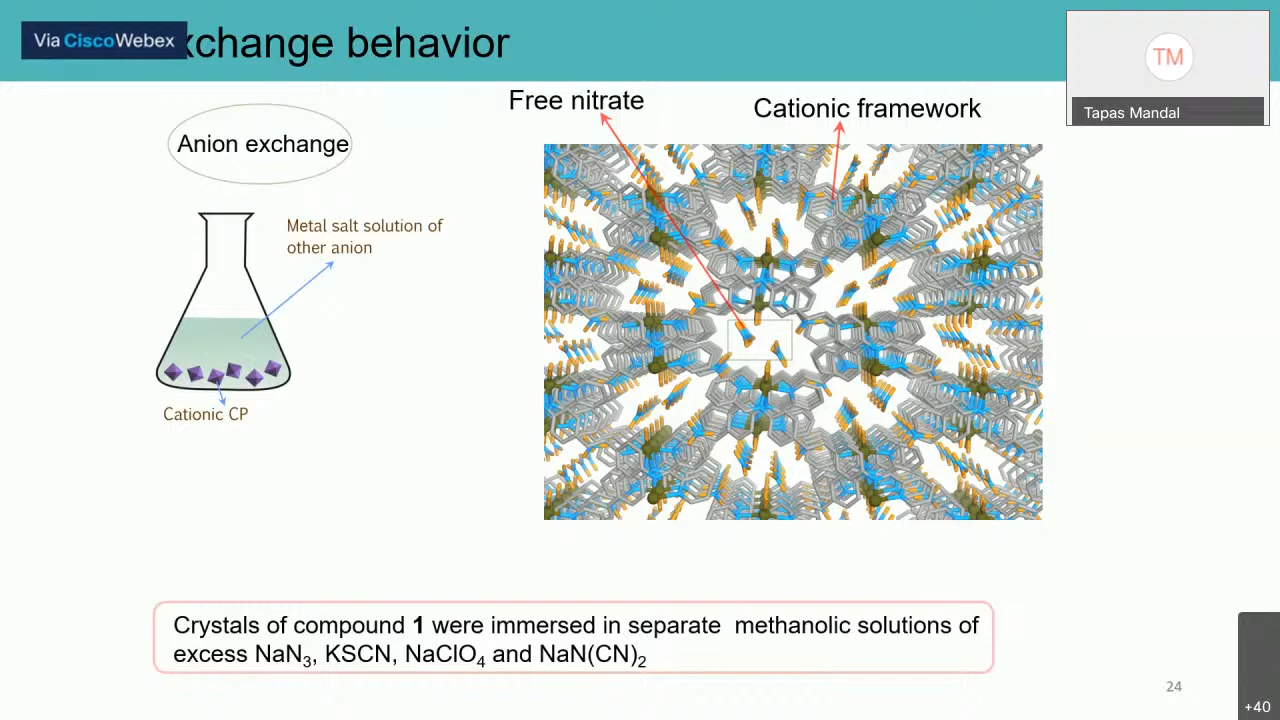 Via CiscoWebex
xchange behavior
TM
Tapas Mandal
Free nitrate
Cationic framework
Anion exchange
Metal salt solution of
other anion
Cationic CP
Crystals of compound 1 were immersed in separate methanolic solutions of
excess NaN₃, KSCN, NaClO₄ and NaN(CN)₂
24
+40